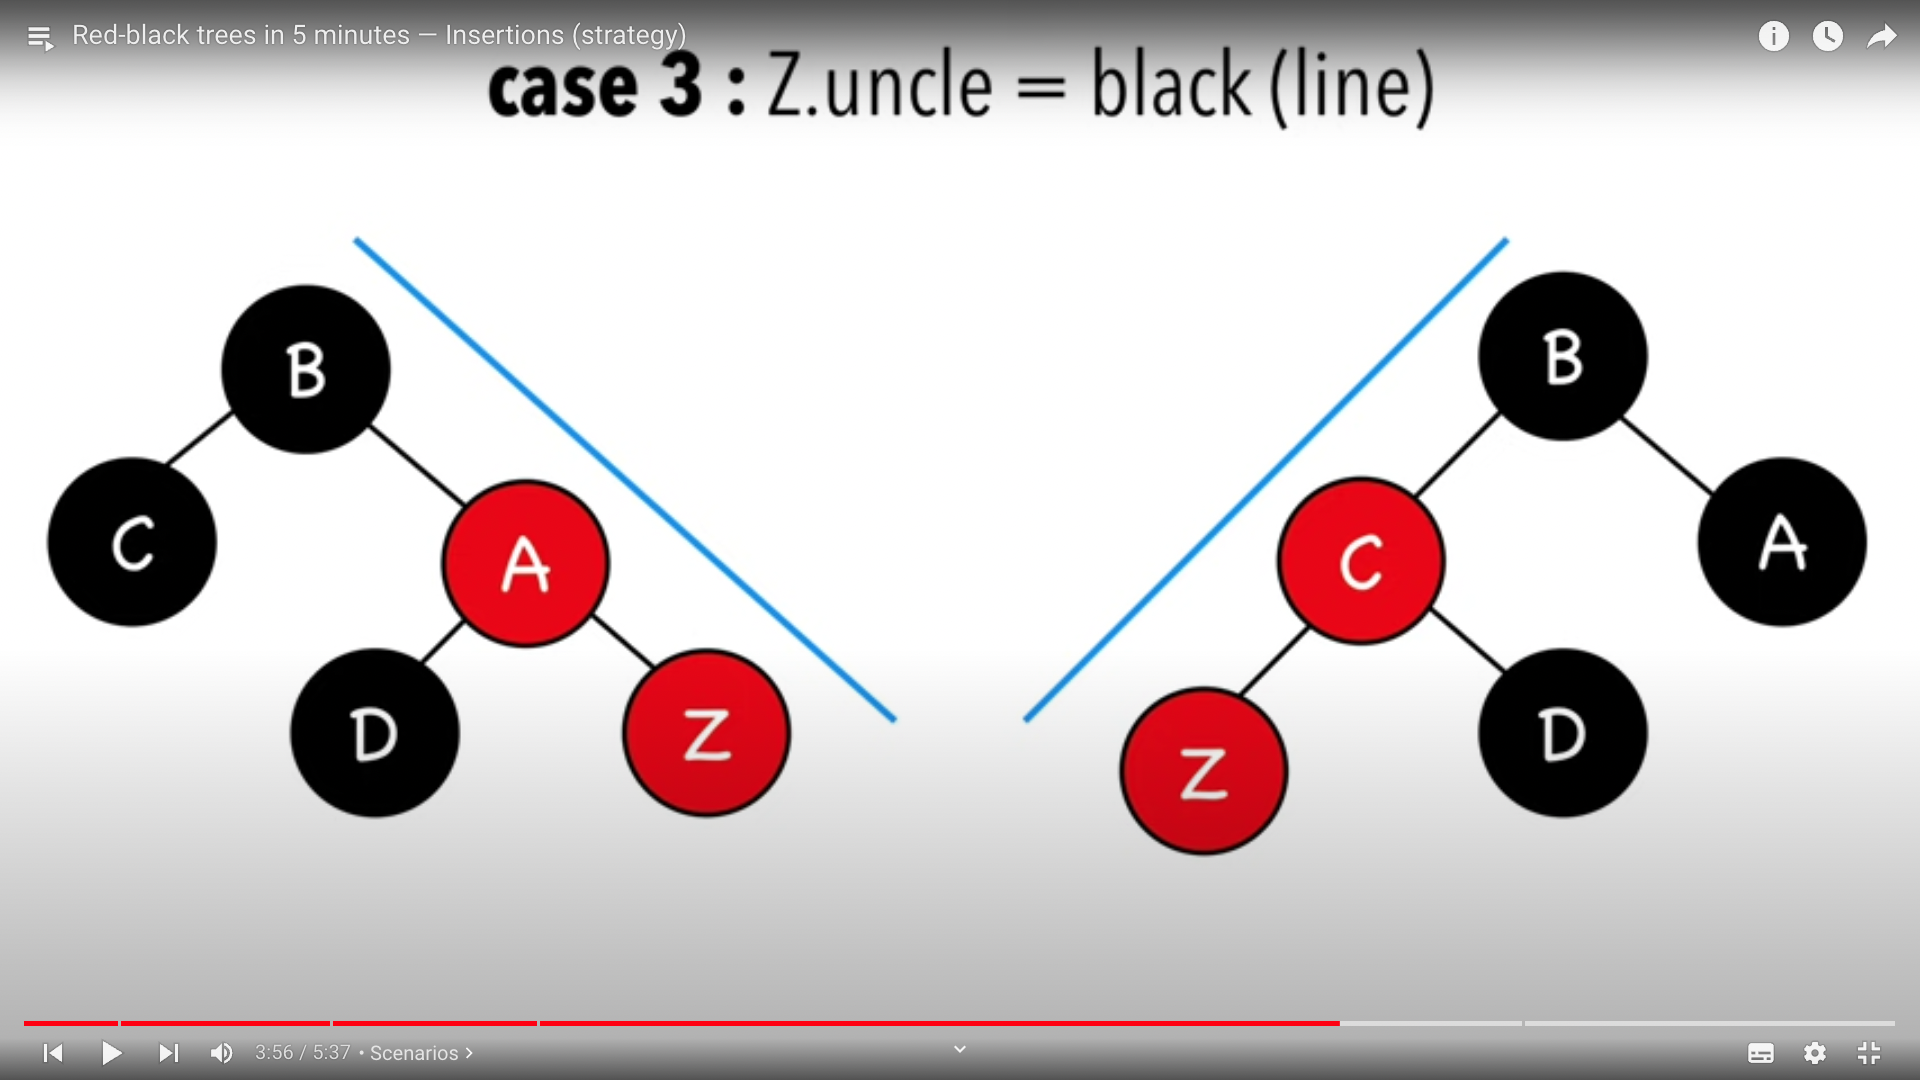 Red-black trees in 5 minutes — Insertions (strategy)
case 3 : Z.uncle = black (line)
B
B
C
A
C
A
D
Z
Z
D
3:56 / 5:37 • Scenarios